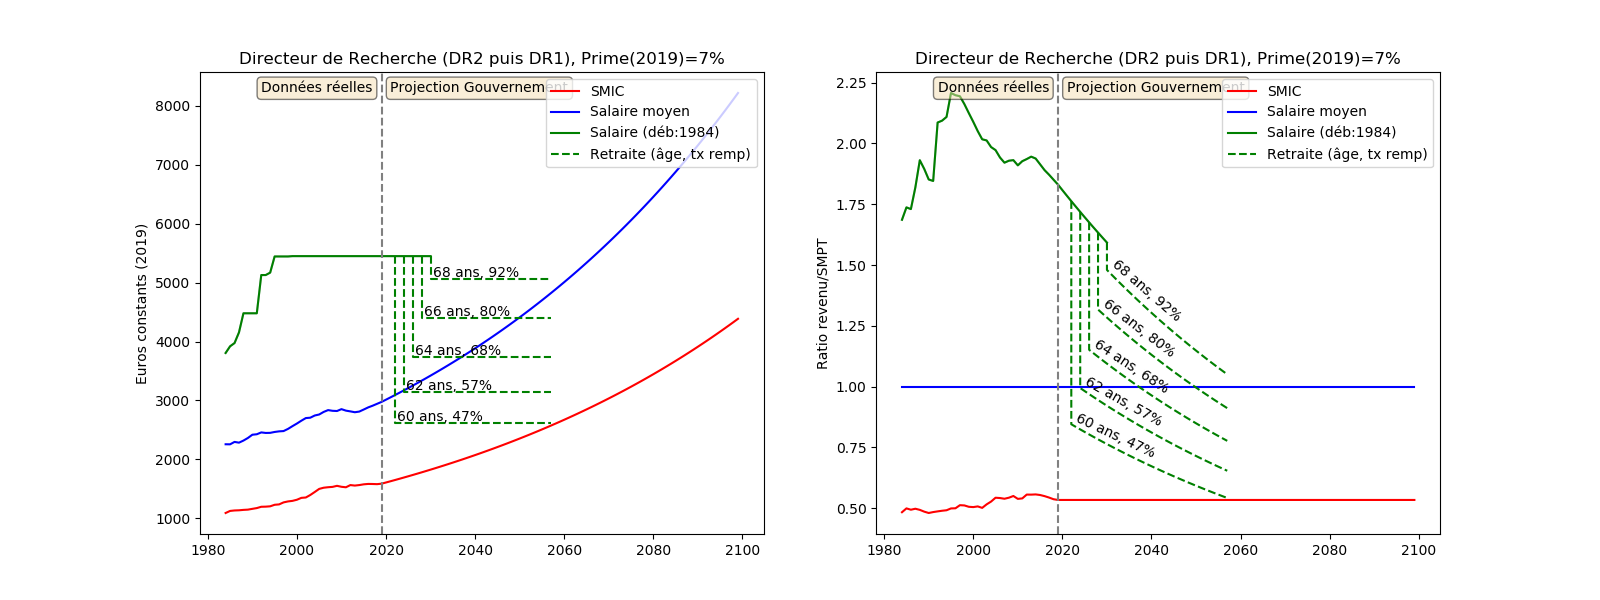 Directeur de Recherche (DR2 puis DR1), Prime(2019)=7%
Données réelles
Projection Gouvernement
SMIC
Salaire moyen
Salaire (déb:1984)
Retraite (âge, tx remp)
Euros constants (2019)
8000
7000
6000
5000
4000
3000
2000
1000
68 ans, 92%
66 ans, 80%
64 ans, 68%
62 ans, 57%
60 ans, 47%
1980 2000 2020 2040 2060 2080 2100
Directeur de Recherche (DR2 puis DR1), Prime(2019)=7%
Données réelles
Projection Gouvernement
SMIC
Salaire moyen
Salaire (déb:1984)
Retraite (âge, tx remp)
Ratio revenu/SMPT
2.25
2.00
1.75
1.50
1.25
1.00
0.75
0.50
68 ans, 92%
66 ans, 80%
64 ans, 68%
62 ans, 57%
60 ans, 47%
1980 2000 2020 2040 2060 2080 2100